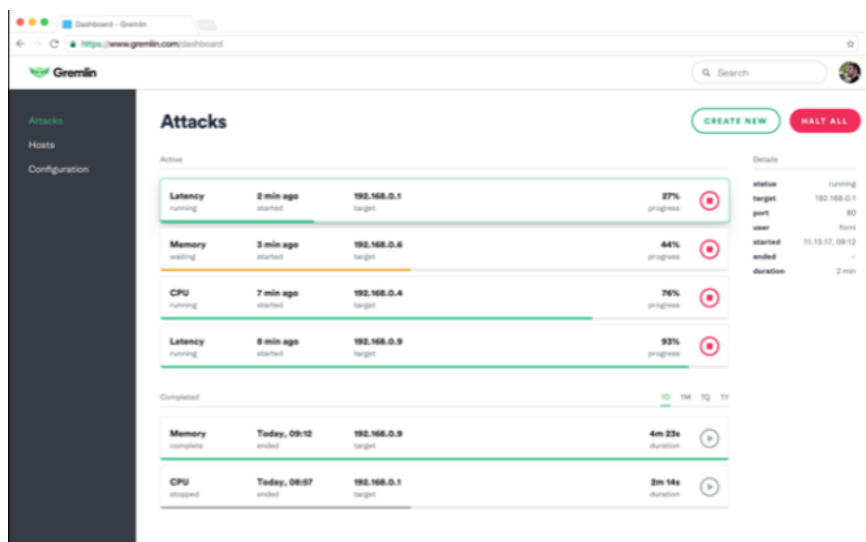 Dashboard - Gremlin
https://www.gremlin.com/dashboard
Gremlin
Search
Attacks
Hosts
Configuration
Attacks
CREATE NEW
HALT ALL
Active
Latency 2 min ago 192.168.0.1 27%
running started target progress
Memory 3 min ago 192.168.0.6 44%
waiting started target progress
CPU 7 min ago 192.168.0.4 76%
running started target progress
Latency 8 min ago 192.168.0.9 93%
running started target progress
Completed 1D 1M 1Q 1Y
Memory Today, 09:12 192.168.0.9 4m 23s
complete ended target duration
CPU Today, 08:57 192.168.0.1 2m 14s
stopped ended target duration
Details
status running
target 192.168.0.1
port 80
user forni
started 11.13.17, 09:12
ended –
duration 2 min